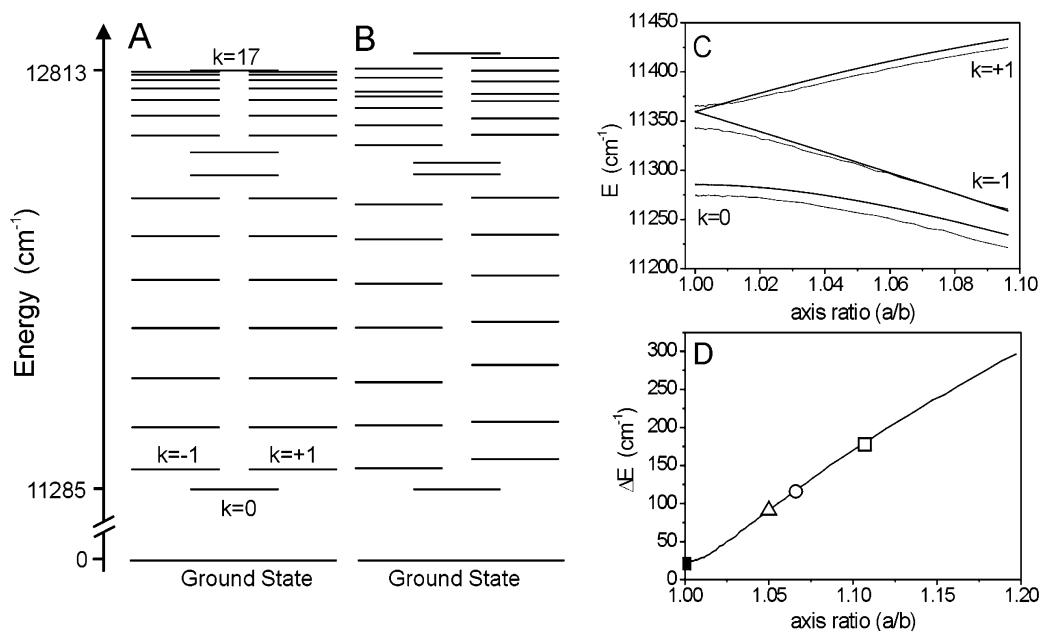 A
B
k=17
12813
Energy (cm⁻¹)
k=-1
k=+1
11285
k=0
0
Ground State
Ground State
C
11450
11400
11350
11300
11250
11200
E (cm⁻¹)
k=+1
k=-1
k=0
1.00
1.02
1.04
1.06
1.08
1.10
axis ratio (a/b)
D
300
250
200
150
100
50
0
ΔE (cm⁻¹)
1.00
1.05
1.10
1.15
1.20
axis ratio (a/b)